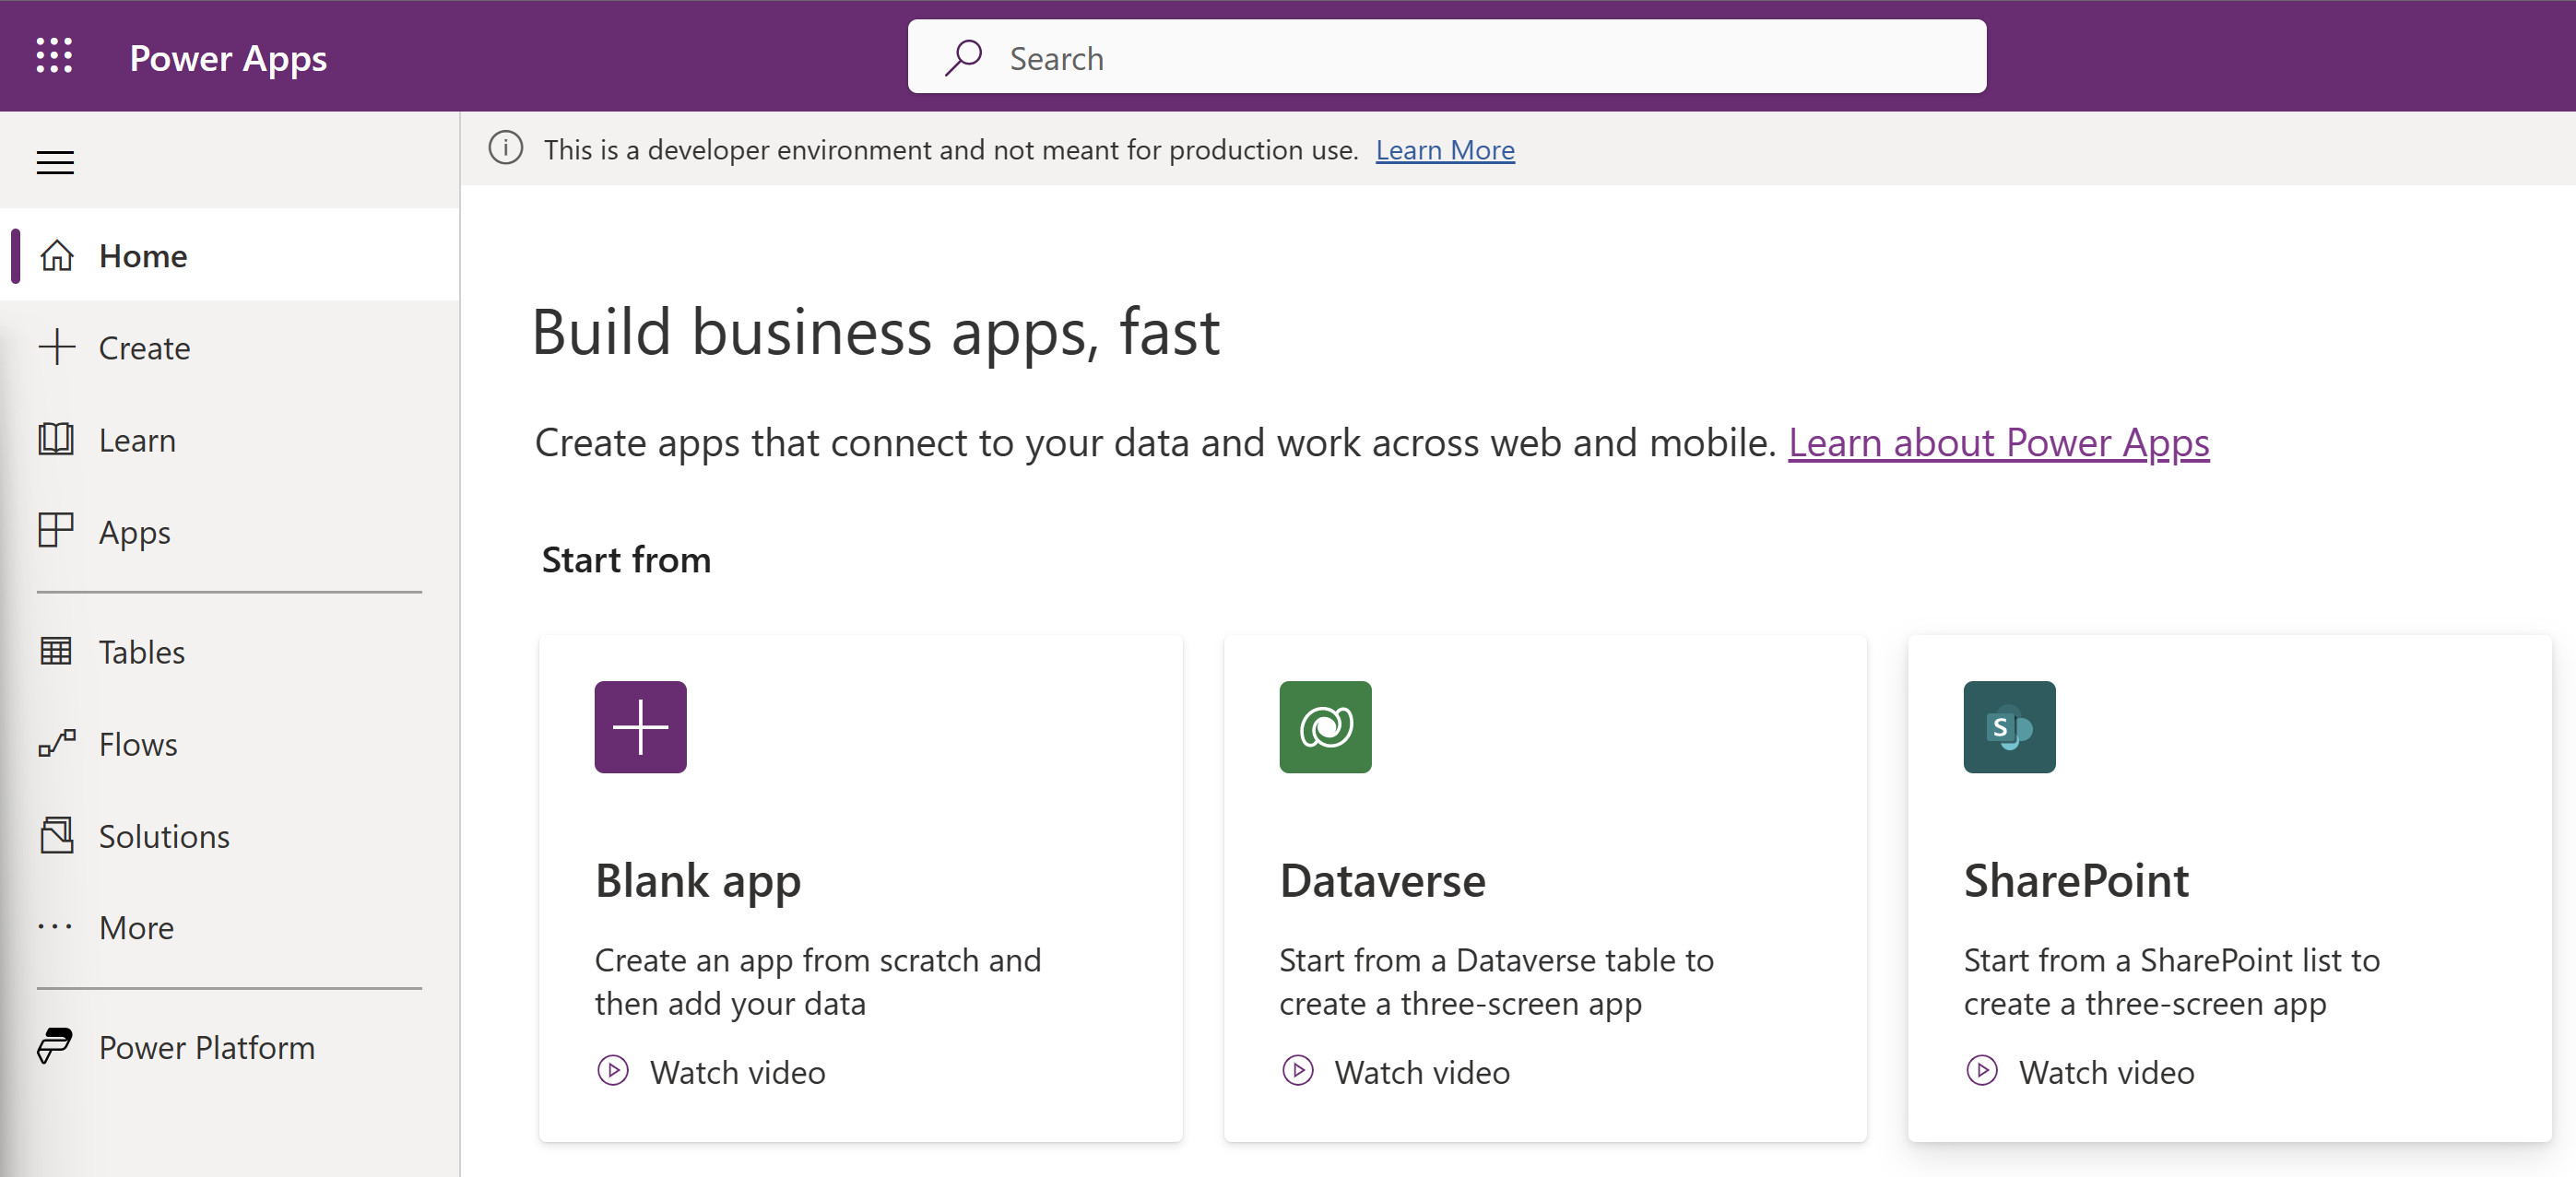 Power Apps
Search
This is a developer environment and not meant for production use. Learn More
Home
Create
Learn
Apps
Tables
Flows
Solutions
More
Power Platform
Build business apps, fast
Create apps that connect to your data and work across web and mobile. Learn about Power Apps
Start from
Blank app
Create an app from scratch and
then add your data
Watch video
Dataverse
Start from a Dataverse table to
create a three-screen app
Watch video
S
SharePoint
Start from a SharePoint list to
create a three-screen app
Watch video